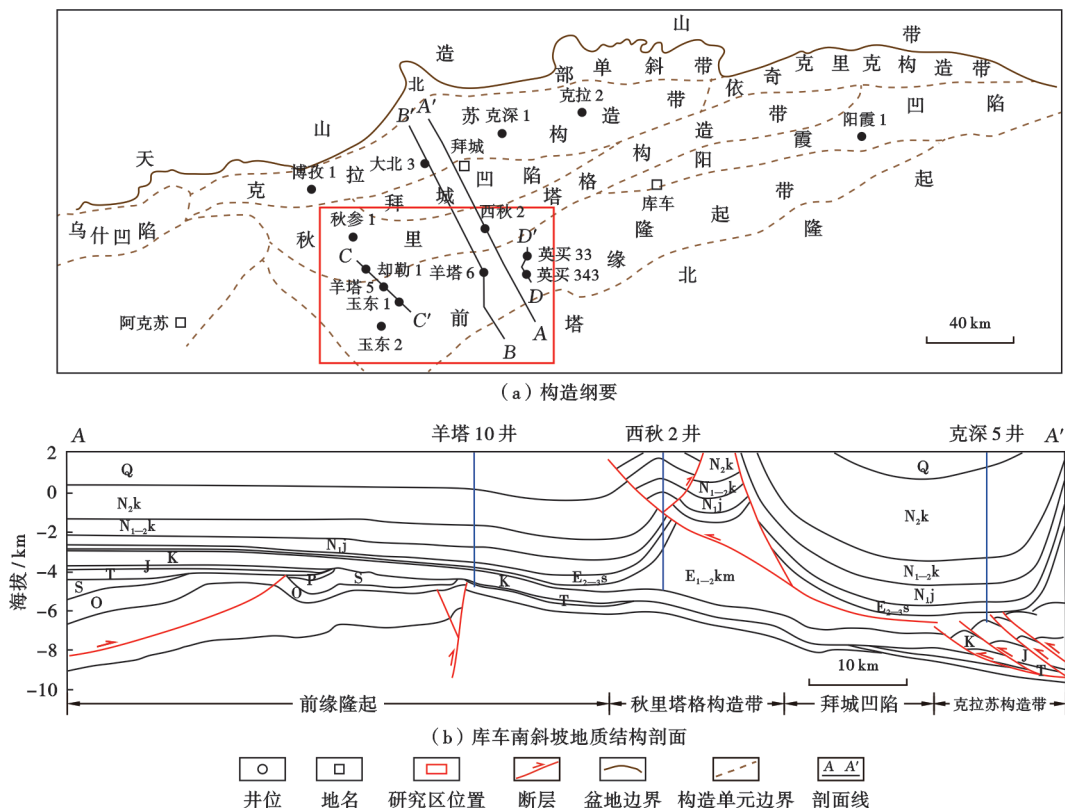 造
山
带
天
山
北
部
单
斜
带
依
奇
克
里
克
构
造
带
B′
A′
苏
克深 1
克拉 2
构
造
带
阳霞 1
凹
陷
博孜 1
克
拉
大北 3
拜城
拜
城
凹
陷
乌什凹陷
秋参 1
秋
里
塔
格
构
造
带
阳
霞
库车
西秋 2
D′
英买 33
英买 343
D
C
却勒 1
羊塔 5
玉东 1
C′
羊塔 6
前
缘
隆
起
塔
北
隆
起
阿克苏
玉东 2
B
A
40 km
(a) 构造纲要
A
羊塔 10 井
西秋 2 井
克深 5 井
A′
海拔 / km
2
0
−2
−4
−6
−8
−10
Q
N₂k
N₁₋₂k
N₁j
K
J
T
S
O
P
O
S
K
T
E₂₋₃s
N₂k
N₁₋₂k
N₁j
E₁₋₂km
Q
N₂k
N₁₋₂k
N₁j
E₂₋₃s
K
J
T
10 km
前缘隆起
秋里塔格构造带
拜城凹陷
克拉苏构造带
(b) 库车南斜坡地质结构剖面
A A′
井位
地名
研究区位置
断层
盆地边界
构造单元边界
剖面线